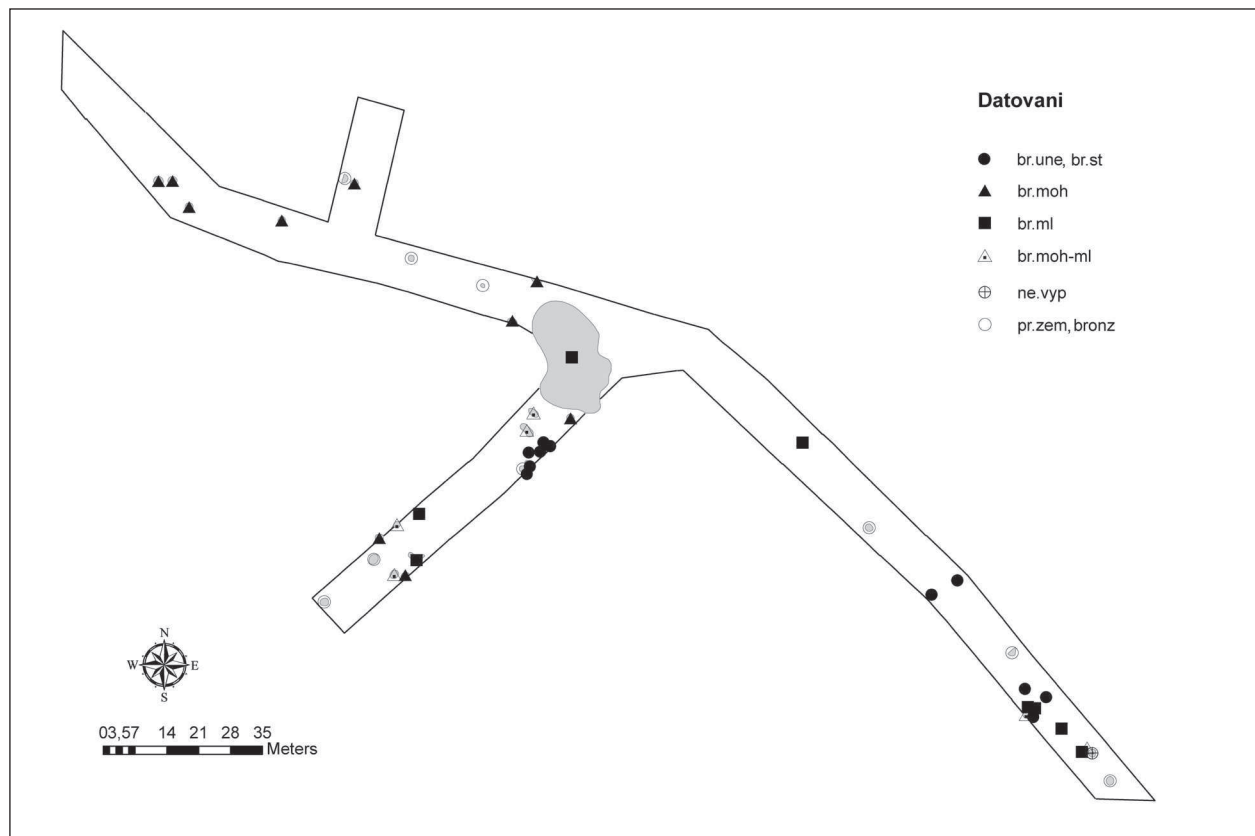 Datovani
br.une, br.st
br.moh
br.ml
br.moh-ml
ne.vyp
pr.zem, bronz
N
W E
S
03,57 14 21 28 35
Meters